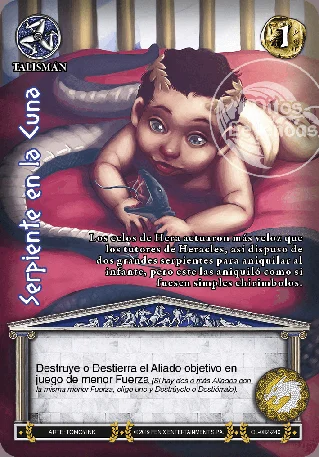 1
TALISMAN
Serpiente en la Cuna
Mitos
Leyendas
Los celos de Hera actuaron más veloz que
los tutores de Heracles, así dispuso de
dos grandes serpientes para aniquilar al
infante, pero este las aniquiló como si
fuesen simples chirimbolos.
Destruye o Destierra el Aliado objetivo en
juego de menor Fuerza (Si hay dos o más Aliados con
la misma menor Fuerza, elige uno y Destrúyelo o Destiérralo).
ARTE: